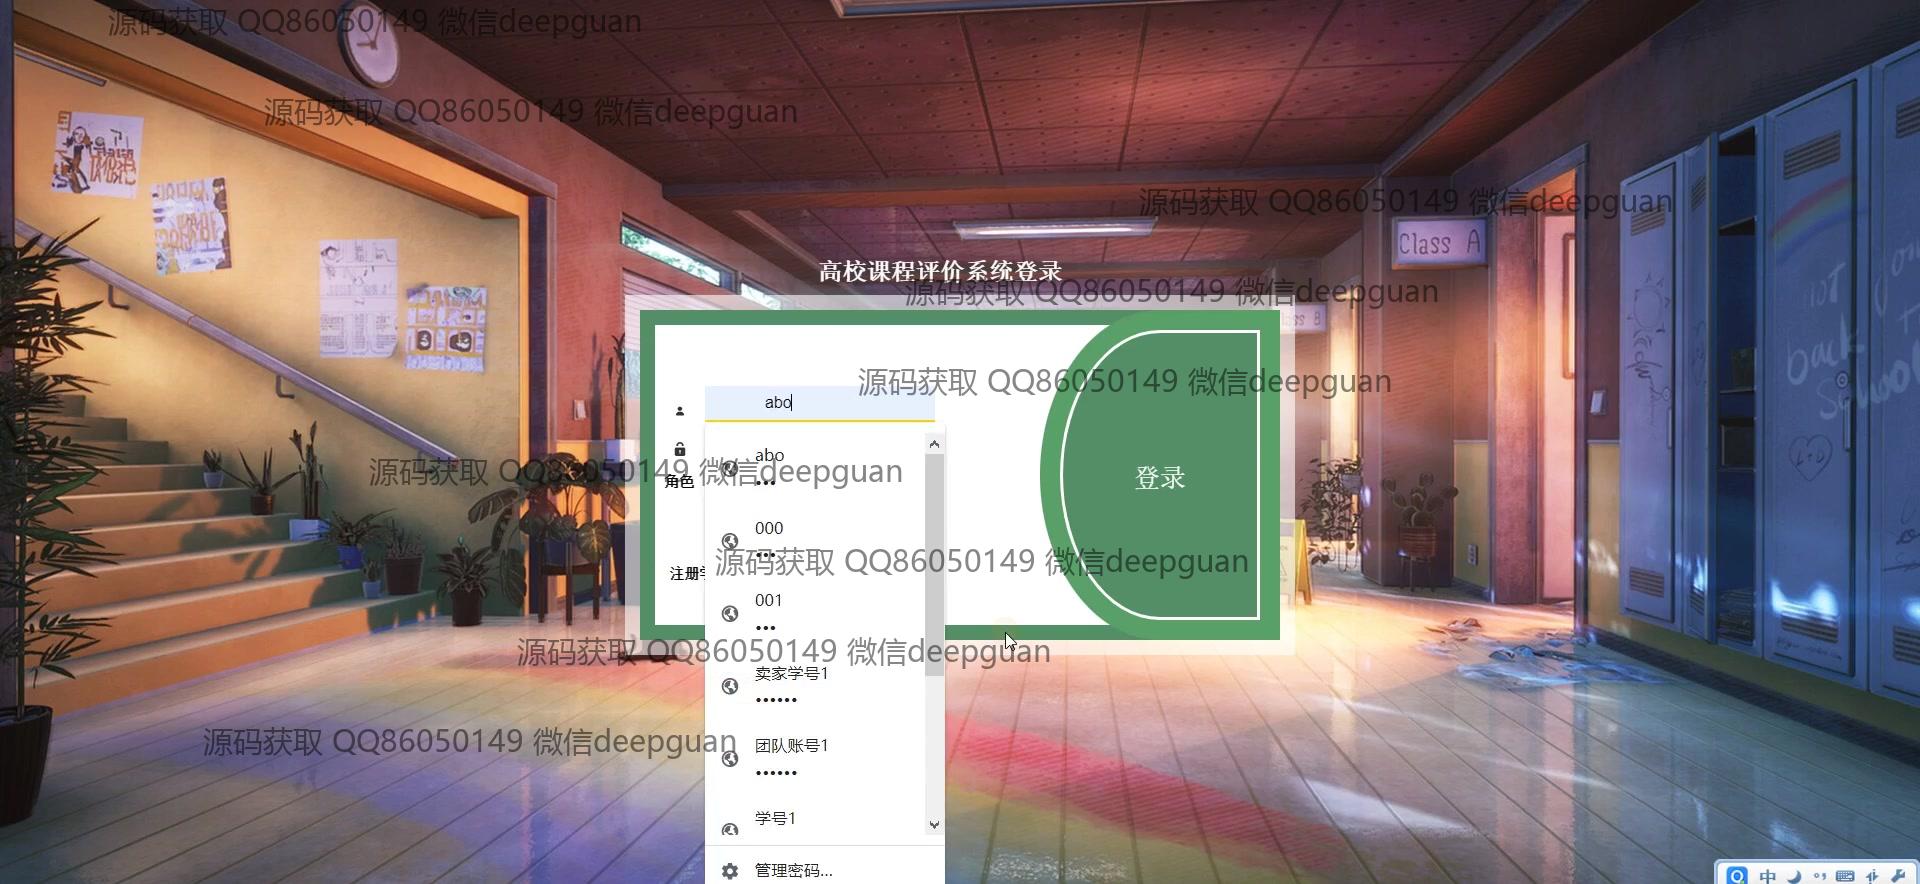 源码获取 QQ86050149 微信deepguan
源码获取 QQ86050149 微信deepguan
源码获取 QQ86050149 微信deepguan
Class A
高校课程评价系统登录
源码获取 QQ86050149 微信deepguan
源码获取 QQ86050149 微信deepguan
abo
abo
•••
源码获取 QQ86050149 微信deepguan
角色
登录
000
•••
源码获取 QQ86050149 微信deepguan
注册学
001
•••
源码获取 QQ86050149 微信deepguan
卖家学号1
••••••
源码获取 QQ86050149 微信deepguan
团队账号1
••••••
学号1
管理密码...
中
not
back
School
L+D